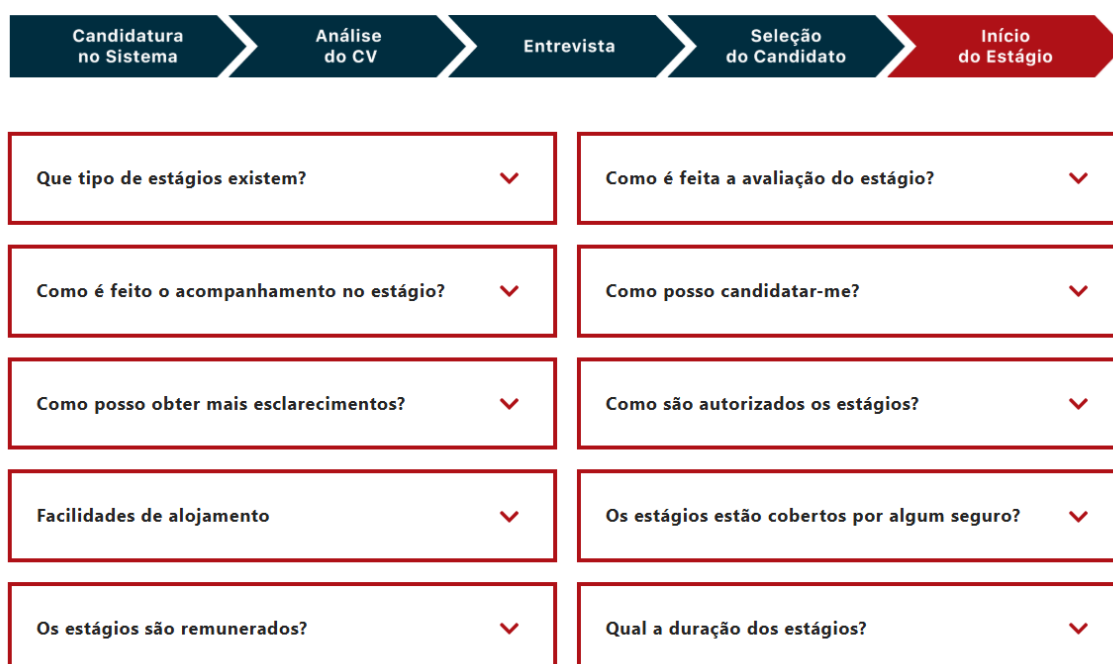 Candidatura
no Sistema
Análise
do CV
Entrevista
Seleção
do Candidato
Início
do Estágio
Que tipo de estágios existem?
Como é feita a avaliação do estágio?
Como é feito o acompanhamento no estágio?
Como posso candidatar-me?
Como posso obter mais esclarecimentos?
Como são autorizados os estágios?
Facilidades de alojamento
Os estágios estão cobertos por algum seguro?
Os estágios são remunerados?
Qual a duração dos estágios?